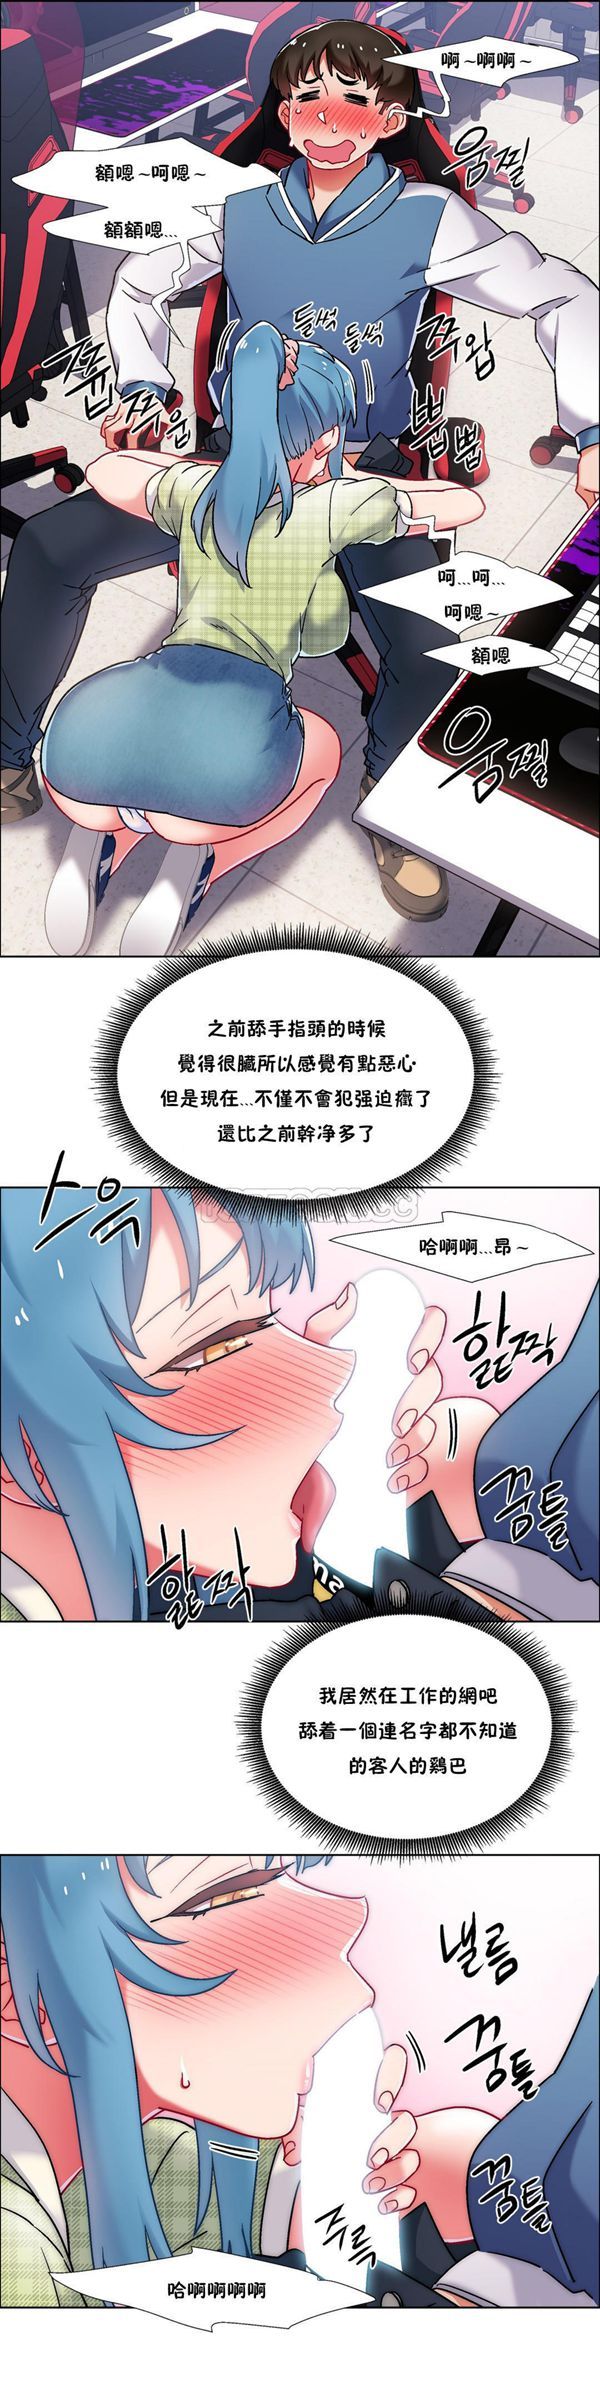 啊~啊啊~
움찔
額嗯~呵嗯~
額額嗯...
들썩
들썩
쭈왑
쮸쥽
쭈웁
쁩
쁩
呵...呵...
呵嗯~
額嗯
움찔
之前舔手指頭的時候
覺得很臟所以感覺有點惡心
但是現在...不僅不會犯强迫癥了
還比之前幹净多了
스윽
哈啊啊...昂~
할짝
꿈틀
할짝
ma
我居然在工作的網吧
舔着一個連名字都不知道
的客人的鷄巴
낼름
꿈틀
꿈틀
주륵
哈啊啊啊啊